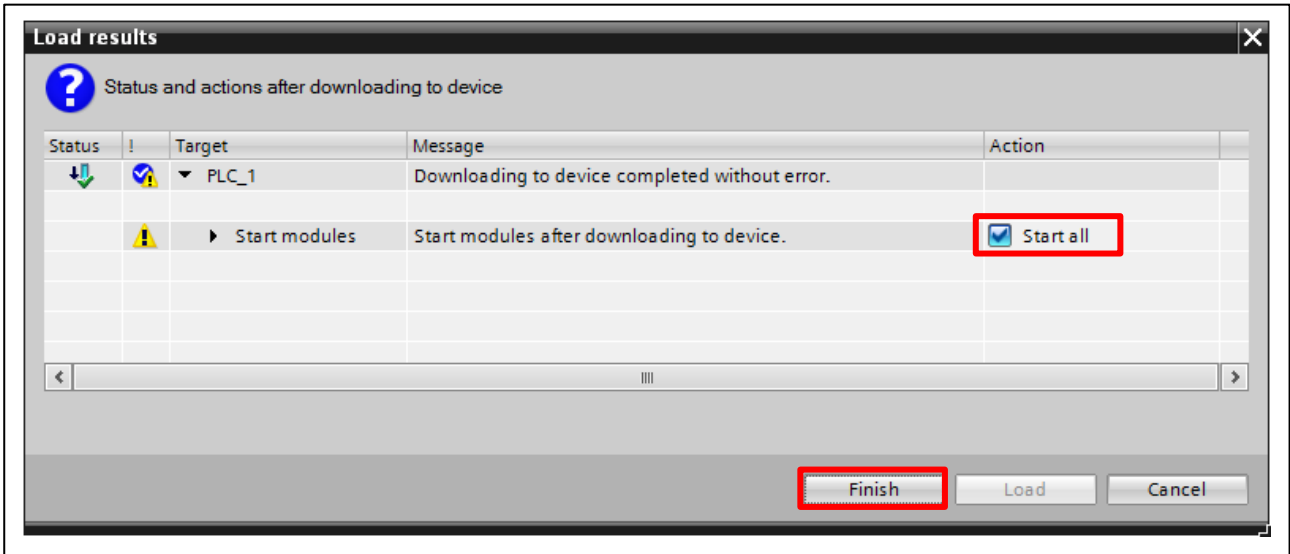 Load results
Status and actions after downloading to device
Status ! Target Message Action
PLC_1 Downloading to device completed without error.
Start modules Start modules after downloading to device. Start all
Finish Load Cancel